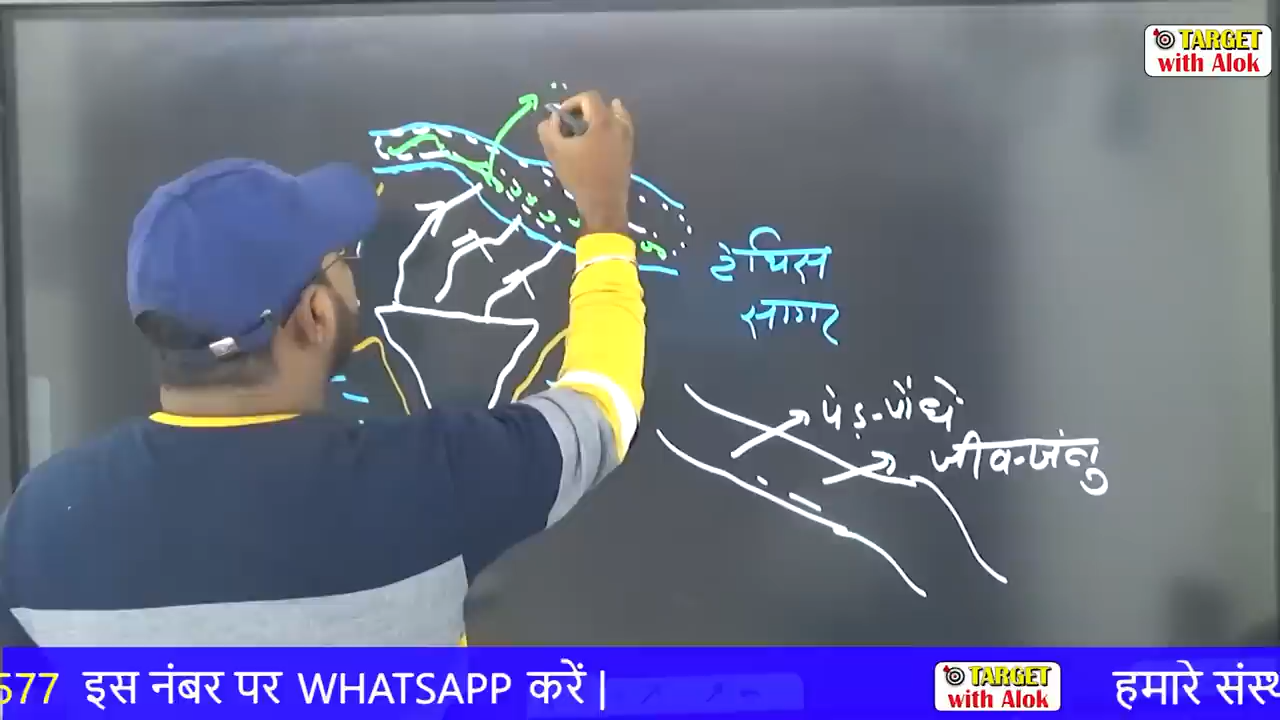 TARGET
with Alok
टेथिस
सागर
पेड़-पौधे
जीव-जंतु
577 इस नंबर पर WHATSAPP करें |
TARGET
with Alok
हमारे संस्थ